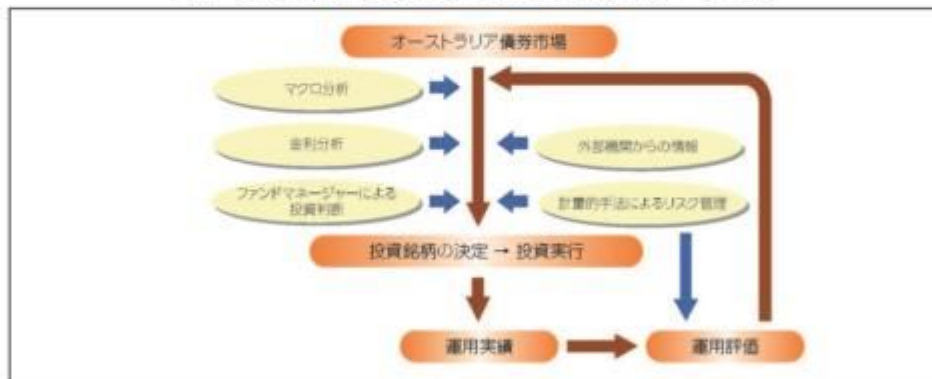 オーストラリア債券市場
マクロ分析
金利分析
外部機関からの情報
ファンドマネージャーによる
投資判断
計量的手法によるリスク管理
投資銘柄の決定 → 投資実行
運用実績
運用評価